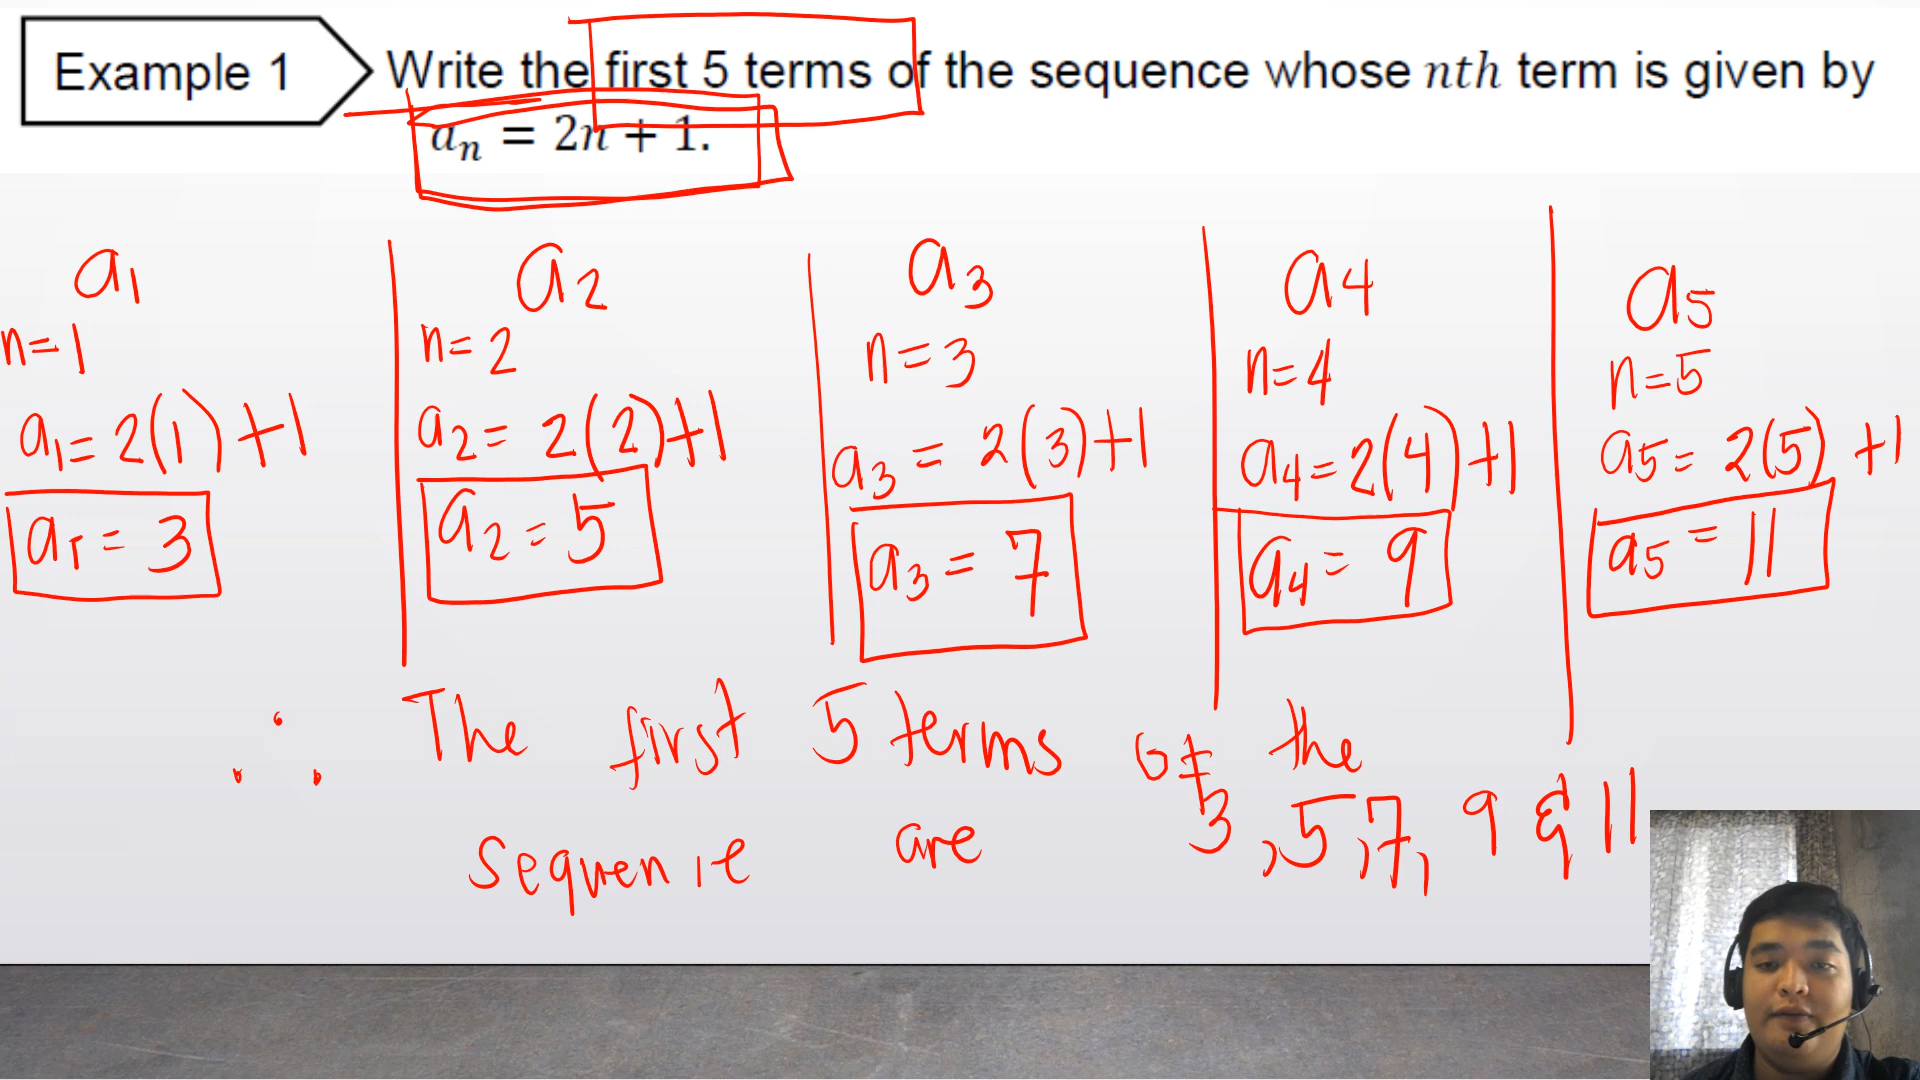 Example 1
Write the first 5 terms of the sequence whose nth term is given by
aₙ = 2n + 1.
a₁
n=1
a₁=2(1)+1
a₁=3
a₂
n=2
a₂=2(2)+1
a₂=5
a₃
n=3
a₃=2(3)+1
a₃=7
a₄
n=4
a₄=2(4)+1
a₄=9
a₅
n=5
a₅=2(5)+1
a₅=11
∴ The first 5 terms of the
sequence are 3,5,7, 9 & 11